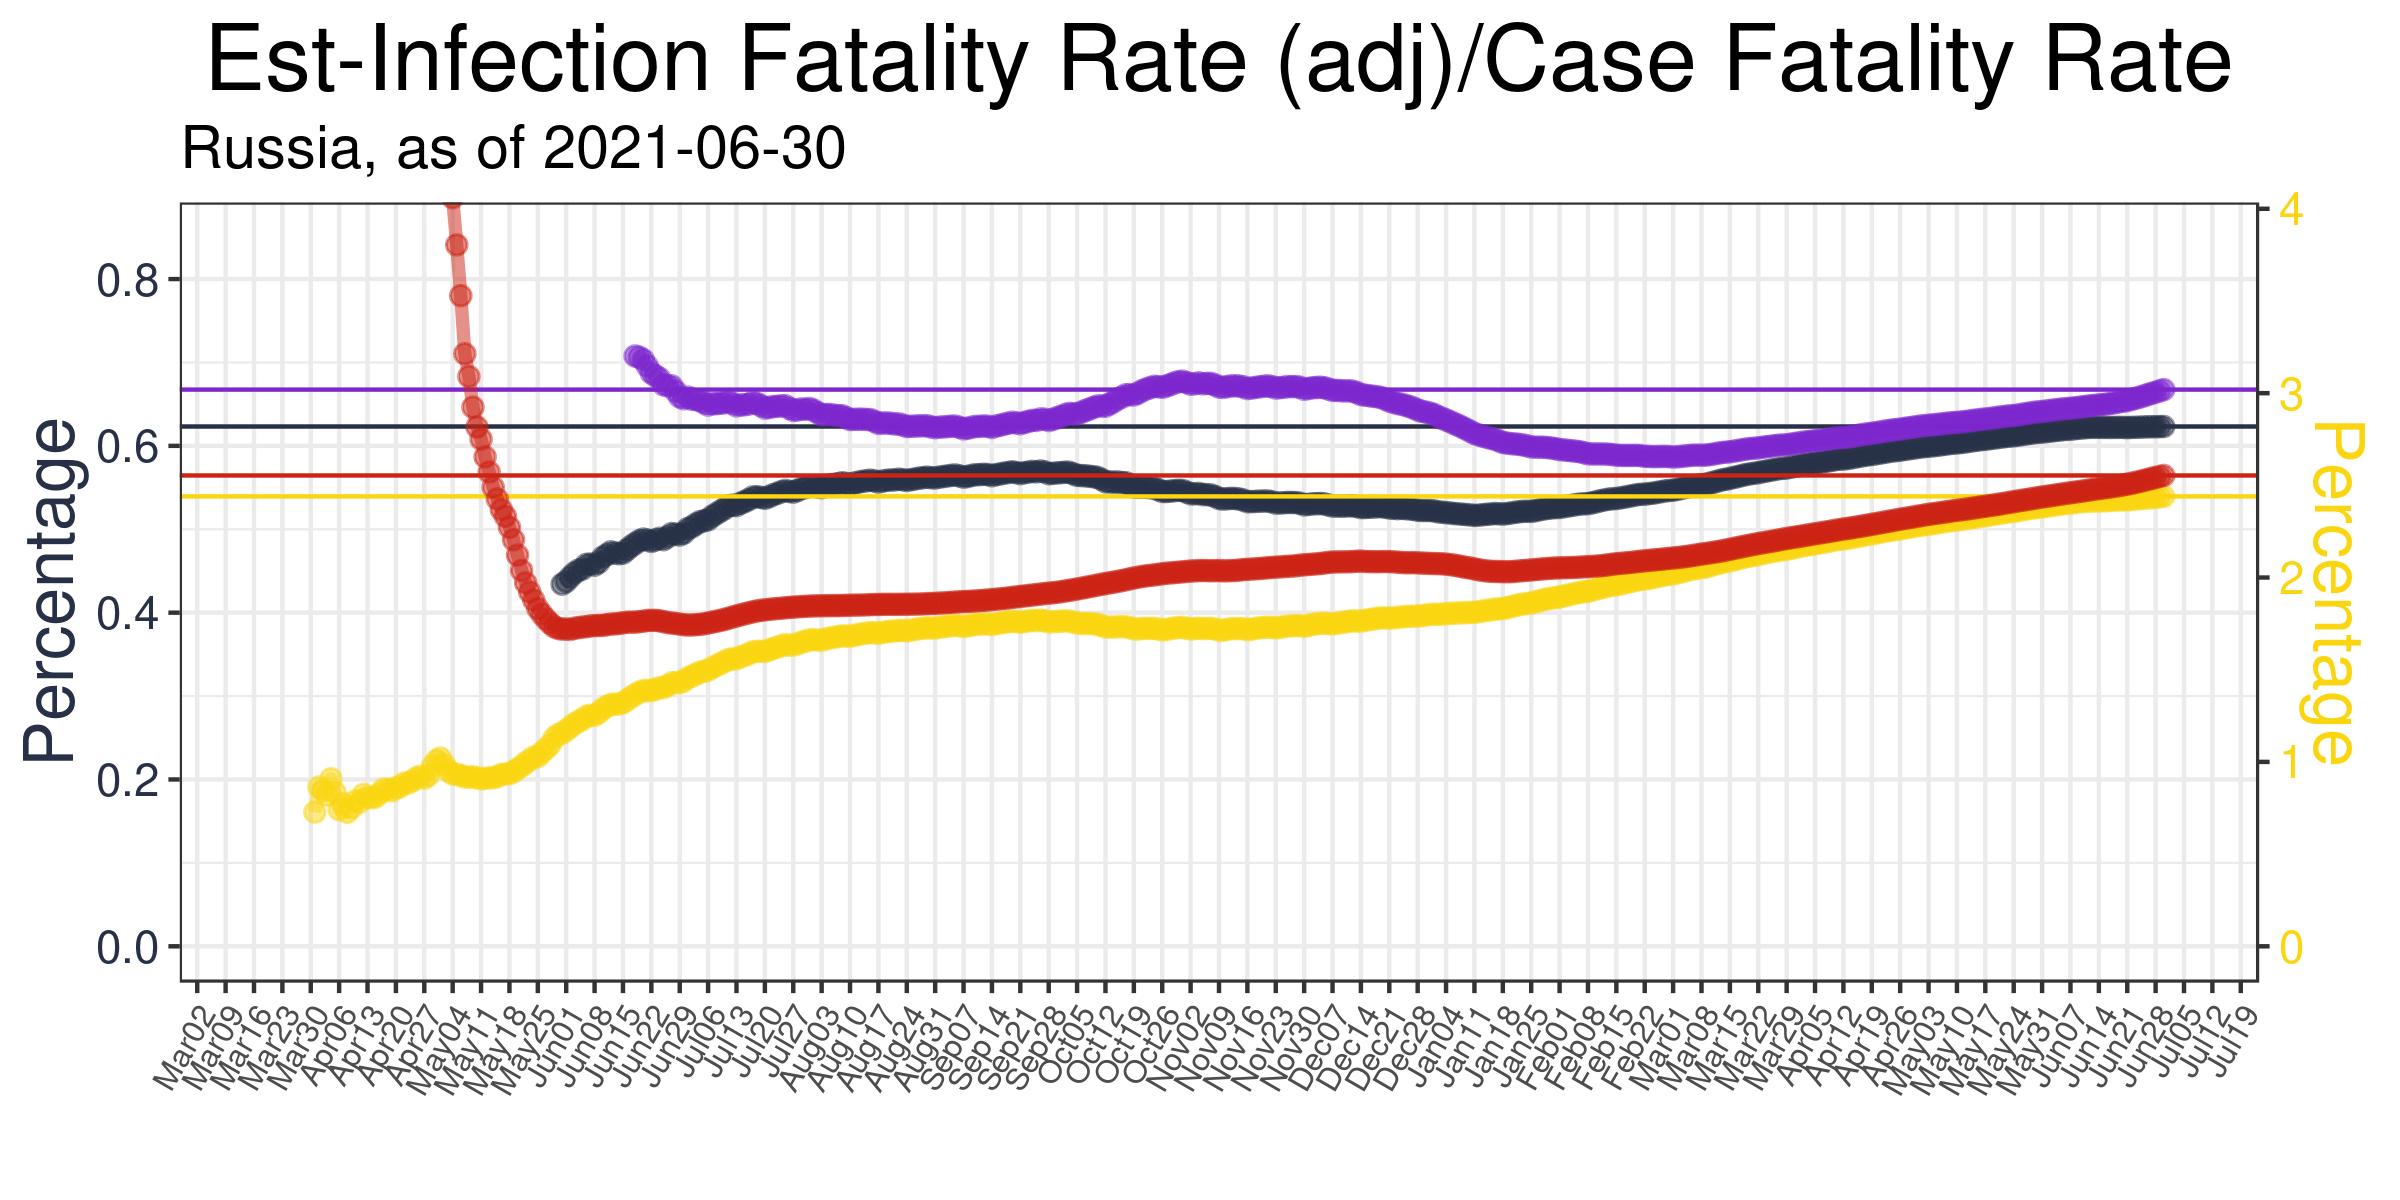 Est-Infection Fatality Rate (adj)/Case Fatality Rate
Russia, as of 2021-06-30
Percentage
0.8
0.6
0.4
0.2
0.0
4
3
2
1
0
Percentage
Mar02
Mar09
Mar16
Mar23
Mar30
Apr06
Apr13
Apr20
Apr27
May04
May11
May18
May25
Jun01
Jun08
Jun15
Jun22
Jun29
Jul06
Jul13
Jul20
Jul27
Aug03
Aug10
Aug17
Aug24
Aug31
Sep07
Sep14
Sep21
Sep28
Oct05
Oct12
Oct19
Oct26
Nov02
Nov09
Nov16
Nov23
Nov30
Dec07
Dec14
Dec21
Dec28
Jan04
Jan11
Jan18
Jan25
Feb01
Feb08
Feb15
Feb22
Mar01
Mar08
Mar15
Mar22
Mar29
Apr05
Apr12
Apr19
Apr26
May03
May10
May17
May24
May31
Jun07
Jun14
Jun21
Jun28
Jul05
Jul12
Jul19